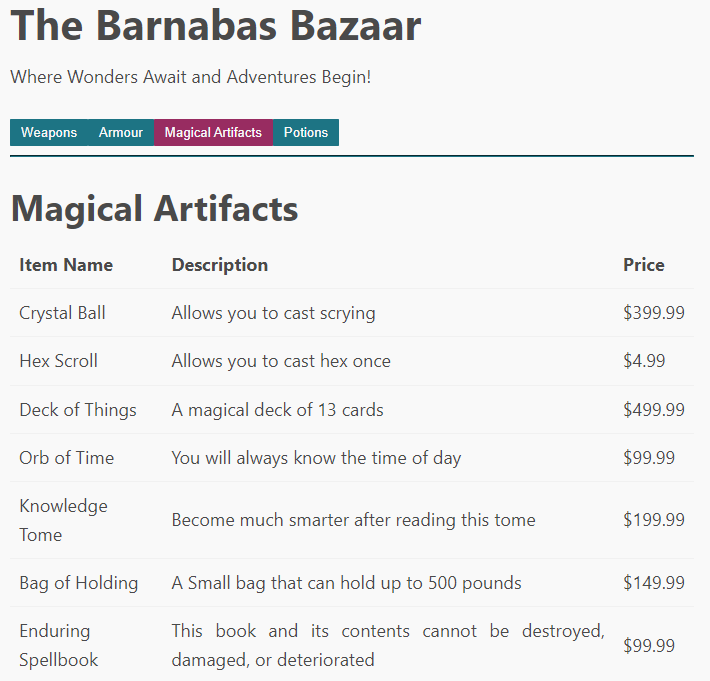 The Barnabas Bazaar
Where Wonders Await and Adventures Begin!
Weapons Armour Magical Artifacts Potions
Magical Artifacts
Item Name Description Price
Crystal Ball Allows you to cast scrying $399.99
Hex Scroll Allows you to cast hex once $4.99
Deck of Things A magical deck of 13 cards $499.99
Orb of Time You will always know the time of day $99.99
Knowledge
Tome
Become much smarter after reading this tome $199.99
Bag of Holding A Small bag that can hold up to 500 pounds $149.99
Enduring
Spellbook
This book and its contents cannot be destroyed,
damaged, or deteriorated
$99.99